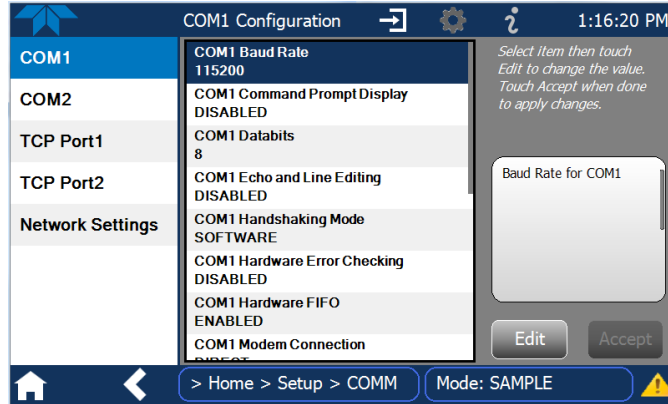 COM1 Configuration
1:16:20 PM
COM1
COM2
TCP Port1
TCP Port2
Network Settings
COM1 Baud Rate
115200
COM1 Command Prompt Display
DISABLED
COM1 Databits
8
COM1 Echo and Line Editing
DISABLED
COM1 Handshaking Mode
SOFTWARE
COM1 Hardware Error Checking
DISABLED
COM1 Hardware FIFO
ENABLED
COM1 Modem Connection
DIRECT
Select Item then touch
Edit to change the value.
Touch Accept when done
to apply changes.
Baud Rate for COM1
Edit
Accept
> Home > Setup > COMM
Mode: SAMPLE